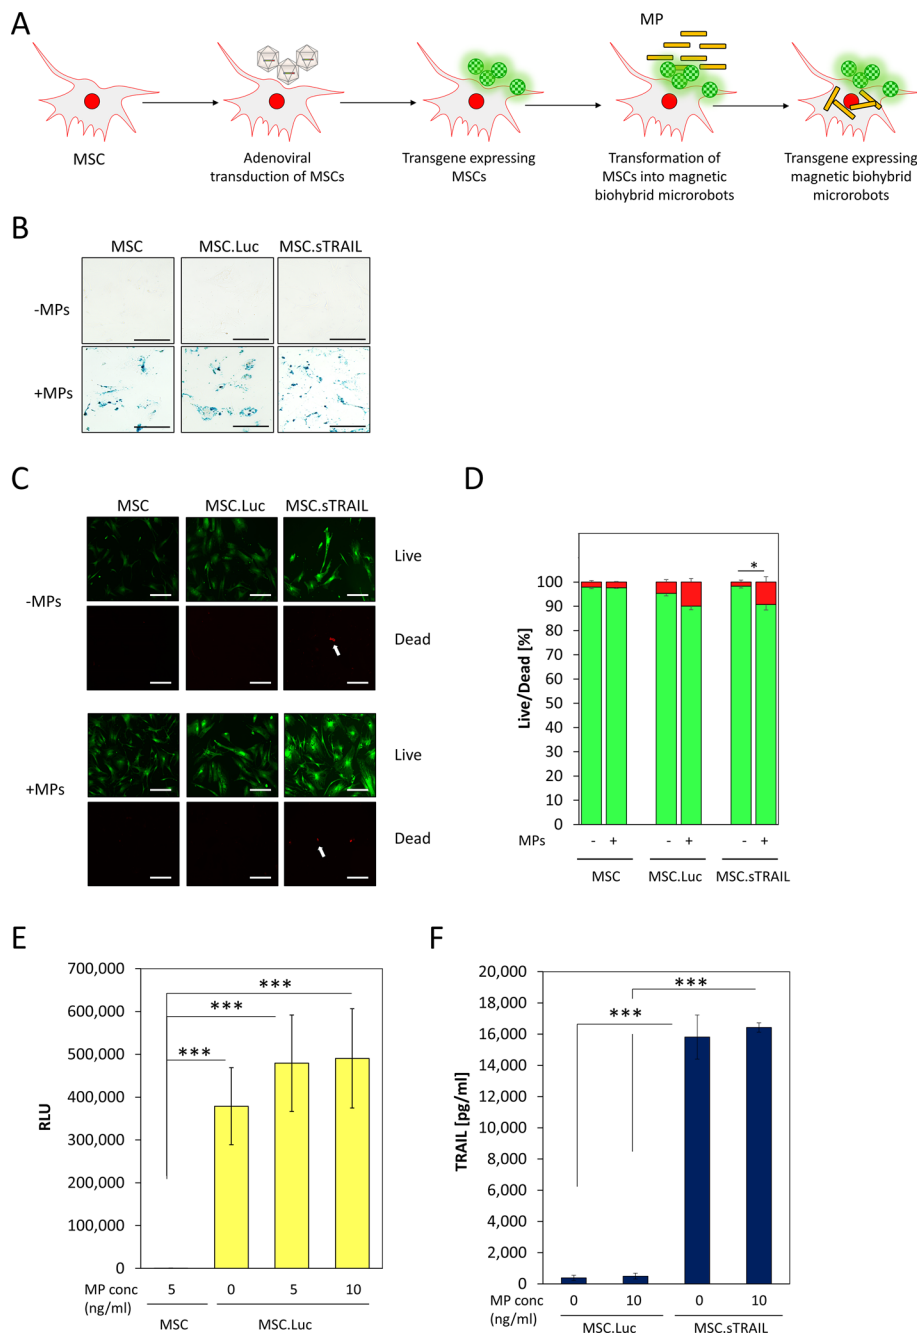 A
MP
MSC
Adenoviral
transduction of MSCs
Transgene expressing
MSCs
Transformation of
MSCs into magnetic
biohybrid microrobots
Transgene expressing
magnetic biohybrid
microrobots
B
MSC MSC.Luc MSC.sTRAIL
-MPs
+MPs
C
MSC MSC.Luc MSC.sTRAIL
-MPs
Live
Dead
+MPs
Live
Dead
D
Live/Dead [%]
100
90
80
70
60
50
40
30
20
10
0
*
MPs - + - + - +
MSC MSC.Luc MSC.sTRAIL
E
RLU
700,000
600,000
500,000
400,000
300,000
200,000
100,000
0
***
***
***
MP conc 5 0 5 10
(ng/ml)
MSC MSC.Luc
F
TRAIL [pg/ml]
20,000
18,000
16,000
14,000
12,000
10,000
8,000
6,000
4,000
2,000
0
***
***
MP conc 0 10 0 10
(ng/ml)
MSC.Luc MSC.sTRAIL